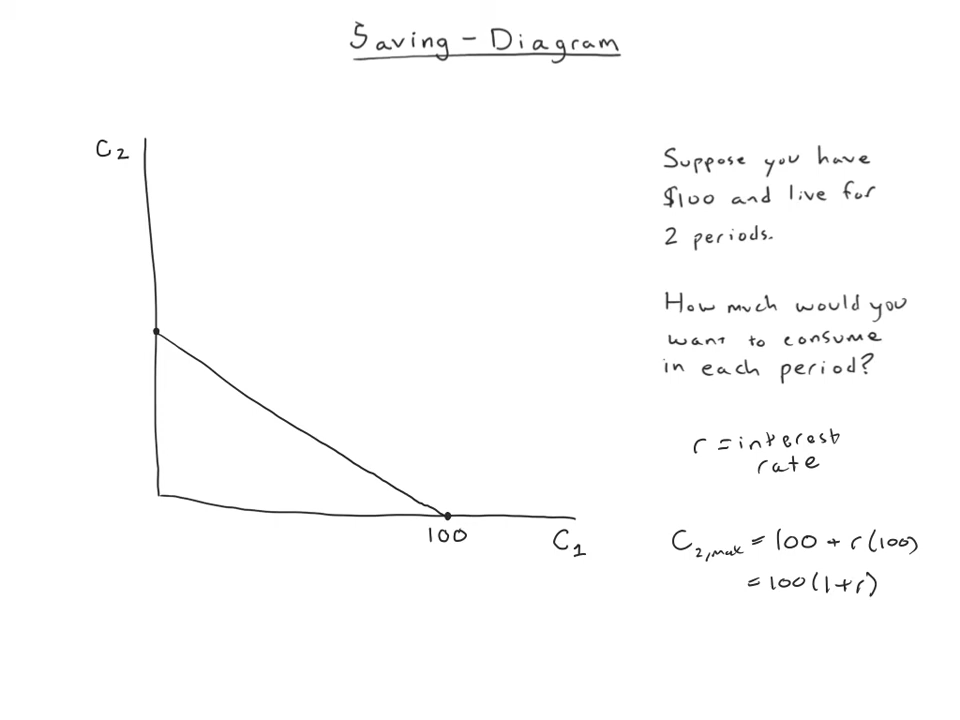 Saving - Diagram
C2
Suppose you have
$100 and live for
2 periods.
How much would you
want to consume
in each period?
r = interest
rate
100
C1
C2,max = 100 + r(100)
= 100(1+r)